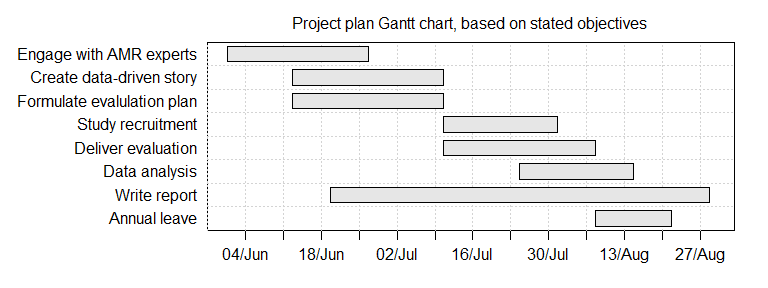 Project plan Gantt chart, based on stated objectives
Engage with AMR experts
Create data-driven story
Formulate evalulation plan
Study recruitment
Deliver evaluation
Data analysis
Write report
Annual leave
04/Jun 18/Jun 02/Jul 16/Jul 30/Jul 13/Aug 27/Aug